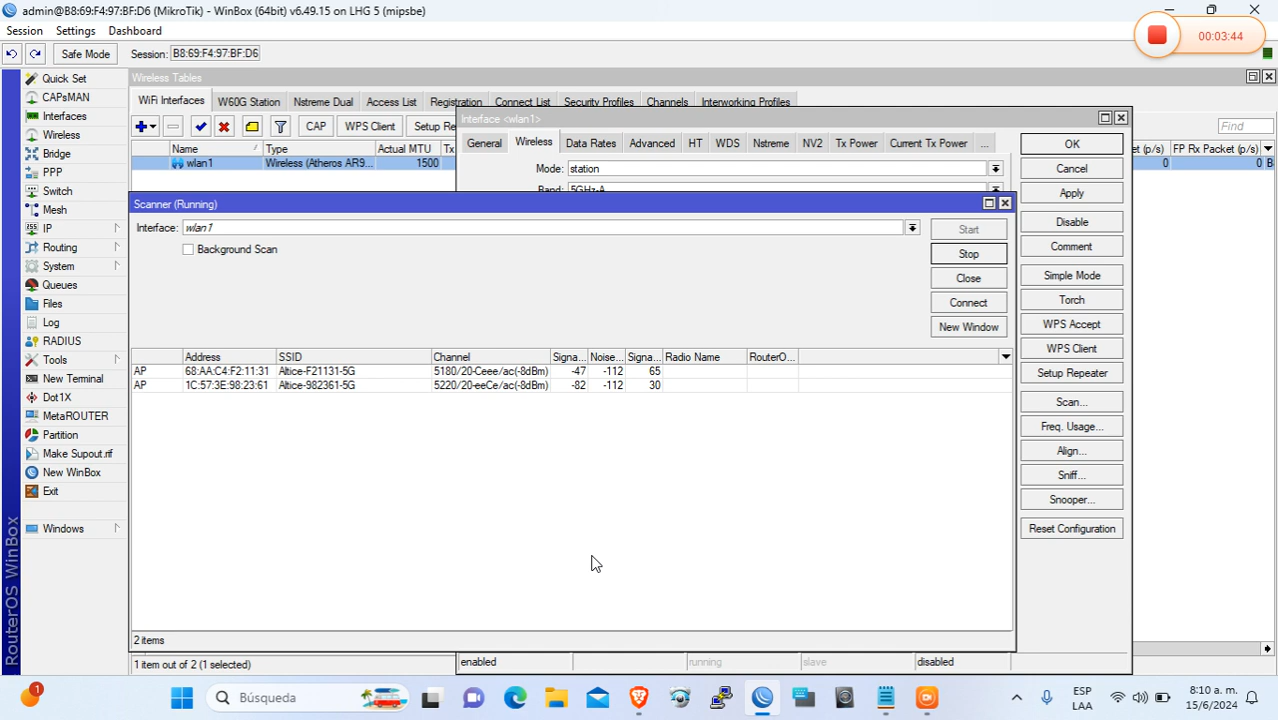 admin@B8:69:F4:97:BF:D6 (MikroTik) - WinBox (64bit) v6.49.15 on LHG 5 (mipsbe)
00:03:44
Session Settings Dashboard
Safe Mode Session: B8:69:F4:97:BF:D6
Quick Set
CAPsMAN
Interfaces
Wireless
Bridge
PPP
Switch
Mesh
IP
Routing
System
Queues
Files
Log
RADIUS
Tools
New Terminal
Dot1X
MetaROUTER
Partition
Make Supout.rif
New WinBox
Exit
Windows
RouterOS WinBox
Wireless Tables
WiFi Interfaces W60G Station Nstreme Dual Access List Registration Connect List Security Profiles Channels Interworking Profiles
CAP WPS Client Setup Re
Find
Name Type Actual MTU Tx
et (p/s) FP Rx Packet (p/s)
wlan1 Wireless (Atheros AR9... 1500
0 0 B
Interface <wlan1>
General Wireless Data Rates Advanced HT WDS Nstreme NV2 Tx Power Current Tx Power ...
Mode: station
Band: 5GHz-A
OK
Cancel
Apply
Disable
Comment
Simple Mode
Torch
WPS Accept
WPS Client
Setup Repeater
Scan...
Freq. Usage...
Align...
Sniff...
Snooper...
Reset Configuration
Scanner (Running)
Interface: wlan1
Background Scan
Start
Stop
Close
Connect
New Window
Address SSID Channel Signa... Noise... Signa... Radio Name RouterO...
AP 68:AA:C4:F2:11:31 Altice-F21131-5G 5180/20-Ceee/ac(-8dBm) -47 -112 65
AP 1C:57:3E:98:23:61 Altice-982361-5G 5220/20-eeCe/ac(-8dBm) -82 -112 30
2 items
1 item out of 2 (1 selected)
enabled running slave disabled
1
Búsqueda
ESP
LAA
8:10 a. m.
15/6/2024